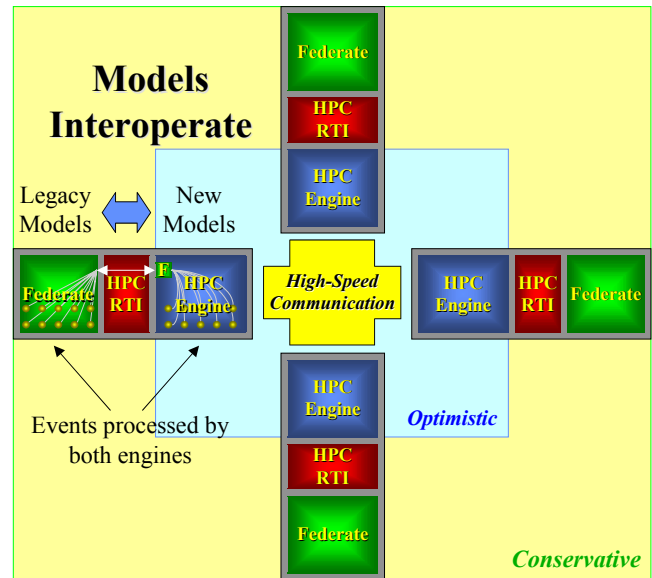 Federate
Models
Interoperate
HPC
RTI
HPC
Engine
Legacy
Models
New
Models
Federate
HPC
RTI
F
HPC
Engine
High-Speed
Communication
HPC
Engine
HPC
RTI
Federate
Events processed by
both engines
HPC
Engine
Optimistic
HPC
RTI
Federate
Conservative